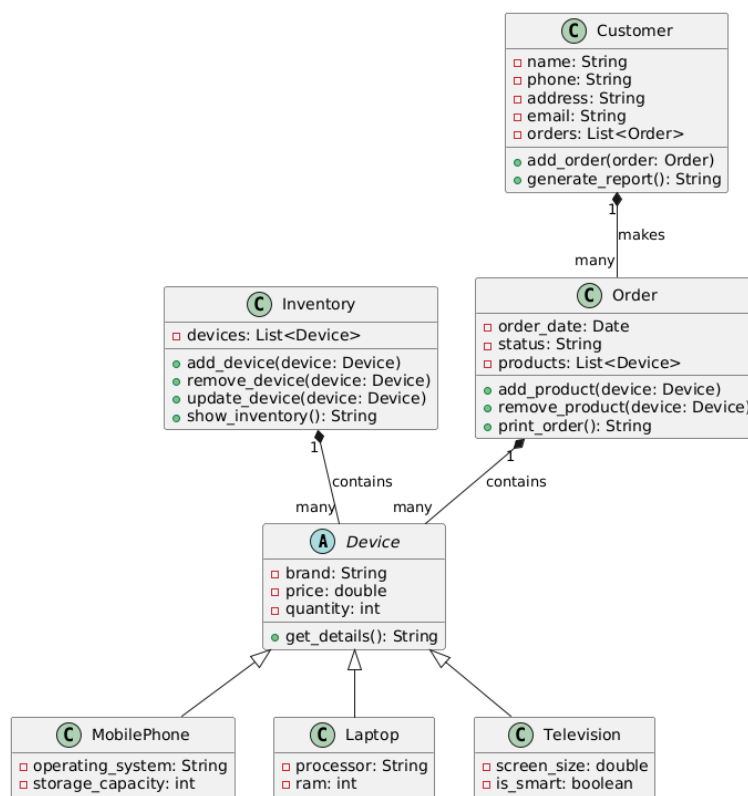 C Customer
name: String
phone: String
address: String
email: String
orders: List<Order>
add_order(order: Order)
generate_report(): String
1
makes
many
C Inventory
devices: List<Device>
add_device(device: Device)
remove_device(device: Device)
update_device(device: Device)
show_inventory(): String
C Order
order_date: Date
status: String
products: List<Device>
add_product(device: Device)
remove_product(device: Device)
print_order(): String
1
contains
many
1
contains
many
A Device
brand: String
price: double
quantity: int
get_details(): String
C MobilePhone
operating_system: String
storage_capacity: int
C Laptop
processor: String
ram: int
C Television
screen_size: double
is_smart: boolean